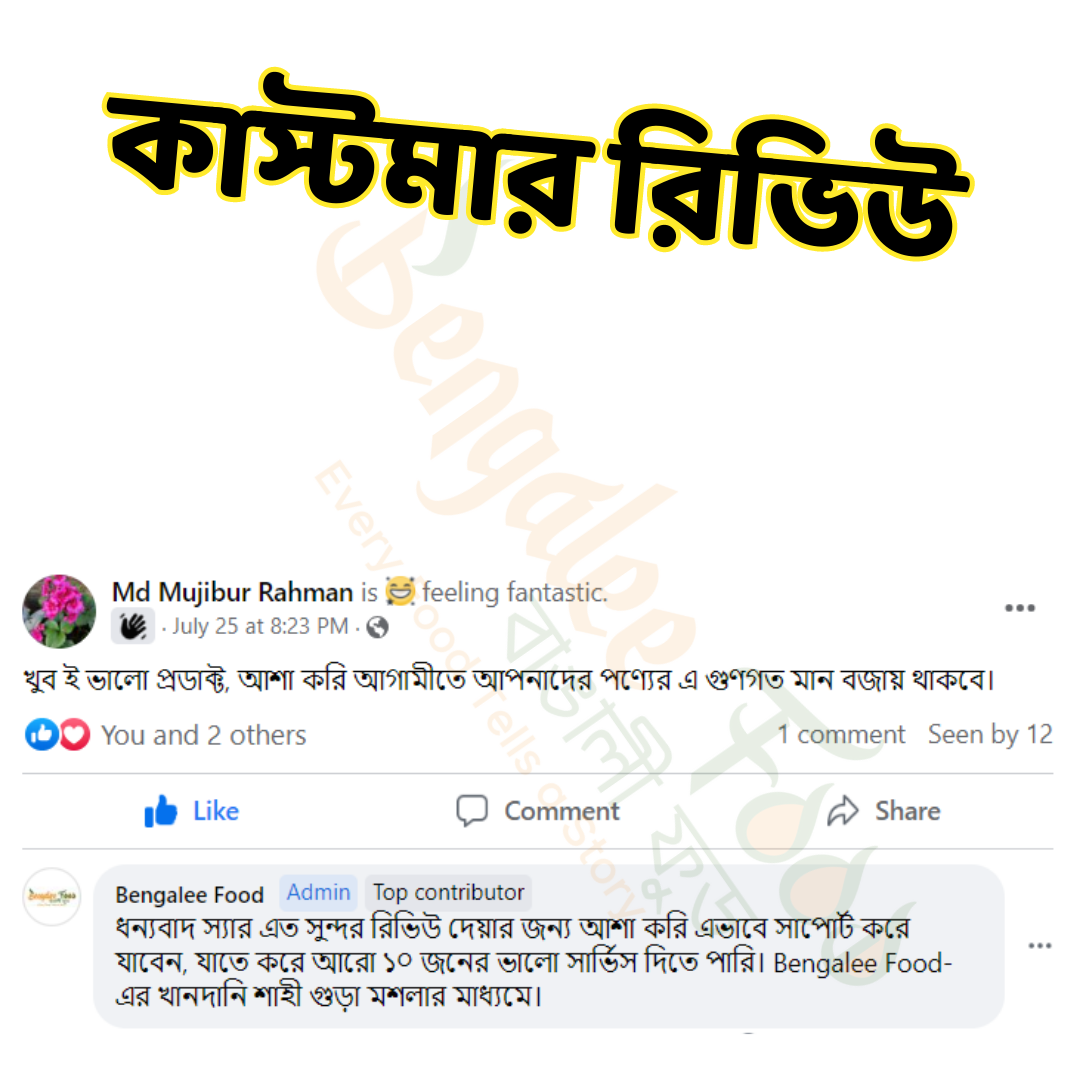 কাস্টমার রিভিউ
Bengalee Food
Every Food Tells a Story
বাঙালী ফুড
Md Mujibur Rahman is feeling fantastic.
· July 25 at 8:23 PM ·
খুব ই ভালো প্রডাক্ট, আশা করি আগামীতে আপনাদের পণ্যের এ গুণগত মান বজায় থাকবে।
You and 2 others 1 comment Seen by 12
Like Comment Share
Bengalee Food Admin Top contributor
ধন্যবাদ স্যার এত সুন্দর রিভিউ দেয়ার জন্য আশা করি এভাবে সাপোর্ট করে
যাবেন, যাতে করে আরো ১০ জনের ভালো সার্ভিস দিতে পারি। Bengalee Food-
এর খানদানি শাহী গুড়া মশলার মাধ্যমে।